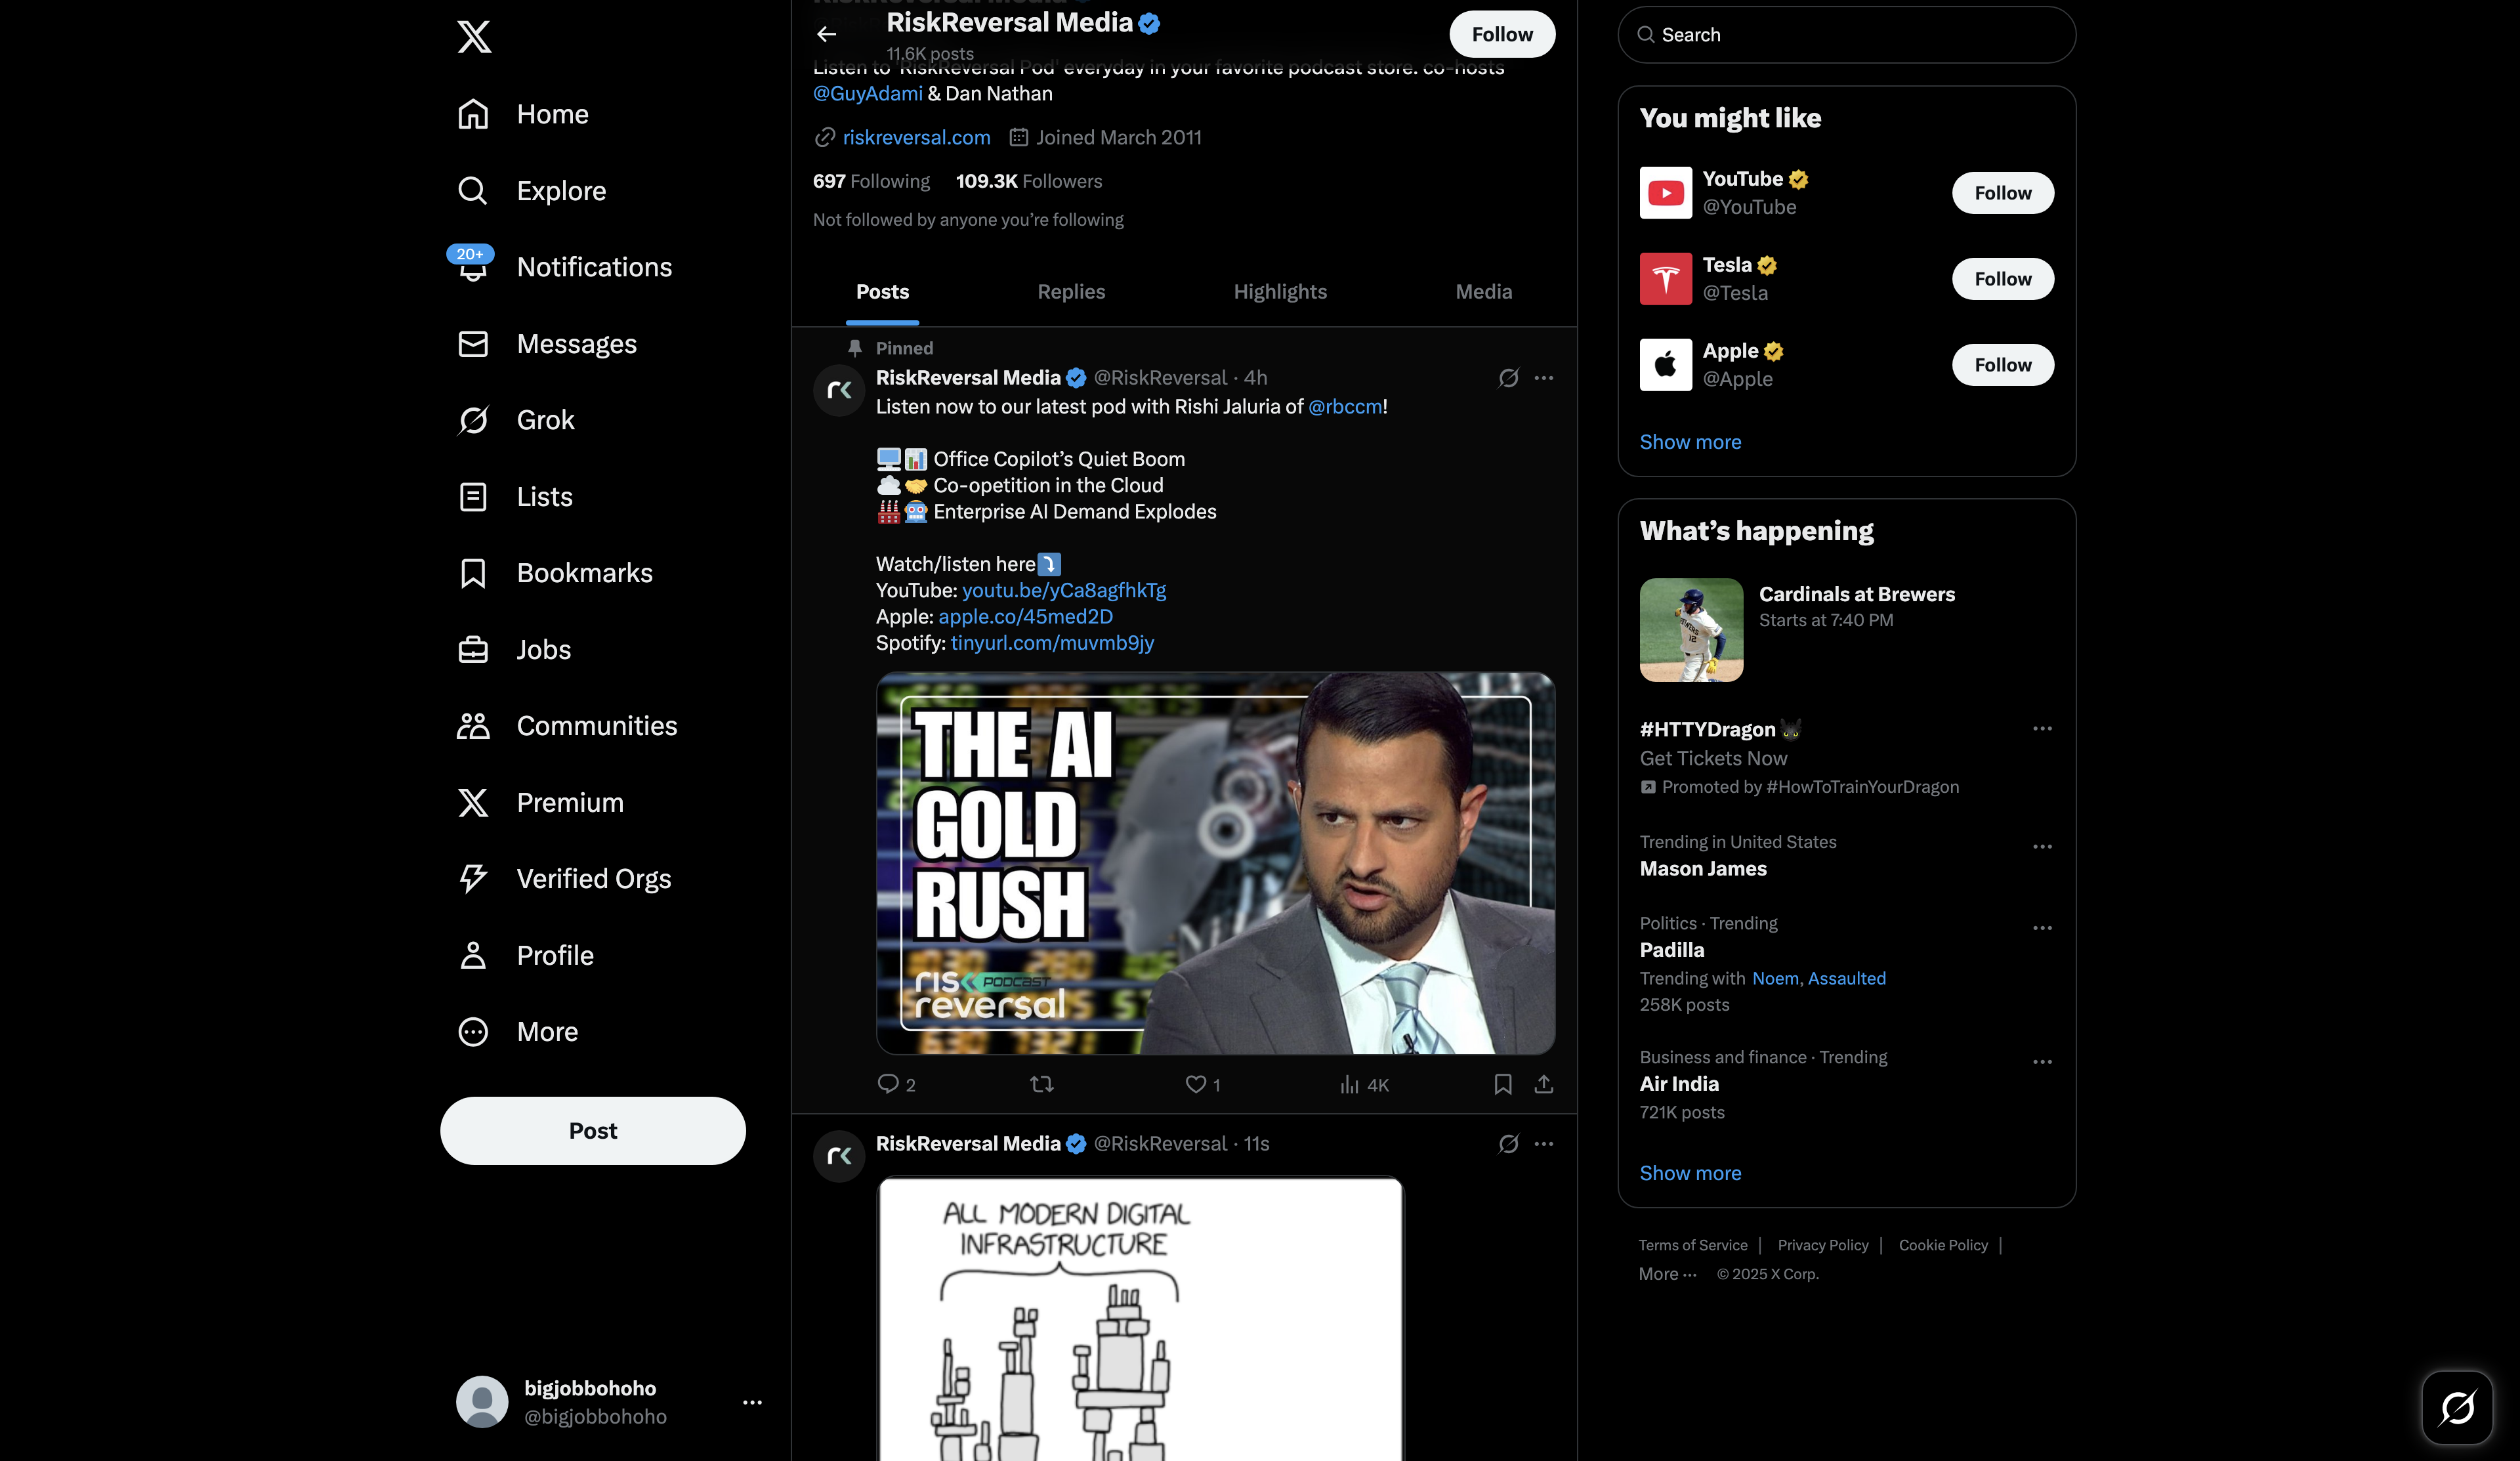 Home
Explore
20+
Notifications
Messages
Grok
Lists
Bookmarks
Jobs
Communities
Premium
Verified Orgs
Profile
More
Post
bigjobbohoho
@bigjobbohoho
RiskReversal Media
11.6K posts
Follow
Listen to 'RiskReversal Pod' everyday in your favorite podcast store. co-hosts
@GuyAdami & Dan Nathan
riskreversal.com Joined March 2011
697 Following 109.3K Followers
Not followed by anyone you're following
Posts Replies Highlights Media
Pinned
RiskReversal Media @RiskReversal · 4h
Listen now to our latest pod with Rishi Jaluria of @rbccm!
Office Copilot's Quiet Boom
Co-opetition in the Cloud
Enterprise AI Demand Explodes
Watch/listen here
YouTube: youtu.be/yCa8agfhkTg
Apple: apple.co/45med2D
Spotify: tinyurl.com/muvmb9jy
THE AI
GOLD
RUSH
risk PODCAST
reversal
2 1 4K
RiskReversal Media @RiskReversal · 11s
ALL MODERN DIGITAL
INFRASTRUCTURE
Search
You might like
YouTube
@YouTube
Follow
Tesla
@Tesla
Follow
Apple
@Apple
Follow
Show more
What's happening
Cardinals at Brewers
Starts at 7:40 PM
#HTTYDragon
Get Tickets Now
Promoted by #HowToTrainYourDragon
Trending in United States
Mason James
Politics · Trending
Padilla
Trending with Noem, Assaulted
258K posts
Business and finance · Trending
Air India
721K posts
Show more
Terms of Service | Privacy Policy | Cookie Policy |
More ··· © 2025 X Corp.